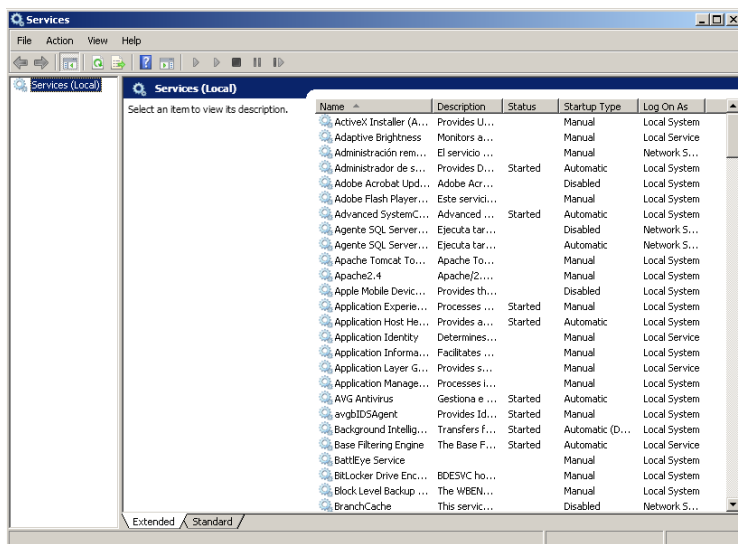 Services
File Action View Help
Services (Local)
Services (Local)
Select an item to view its description.
Name Description Status Startup Type Log On As
ActiveX Installer (A... Provides U... Manual Local System
Adaptive Brightness Monitors a... Manual Local Service
Administración rem... El servicio ... Manual Network S...
Administrador de s... Provides D... Started Automatic Local System
Adobe Acrobat Upd... Adobe Acr... Disabled Local System
Adobe Flash Player... Este servici... Manual Local System
Advanced SystemC... Advanced ... Started Automatic Local System
Agente SQL Server... Ejecuta tar... Disabled Network S...
Agente SQL Server... Ejecuta tar... Automatic Network S...
Apache Tomcat To... Apache To... Manual Local System
Apache2.4 Apache/2.... Manual Local System
Apple Mobile Devic... Provides th... Disabled Local System
Application Experie... Processes ... Started Manual Local System
Application Host He... Provides a... Started Automatic Local System
Application Identity Determines... Manual Local Service
Application Informa... Facilitates ... Manual Local System
Application Layer G... Provides s... Manual Local Service
Application Manage... Processes i... Manual Local System
AVG Antivirus Gestiona e ... Started Automatic Local System
avgbIDSAgent Provides Id... Started Manual Local System
Background Intellig... Transfers f... Started Automatic (D... Local System
Base Filtering Engine The Base F... Started Automatic Local Service
BattlEye Service Manual Local System
BitLocker Drive Enc... BDESVC ho... Manual Local System
Block Level Backup ... The WBEN... Manual Local System
BranchCache This servic... Disabled Network S...
Extended Standard